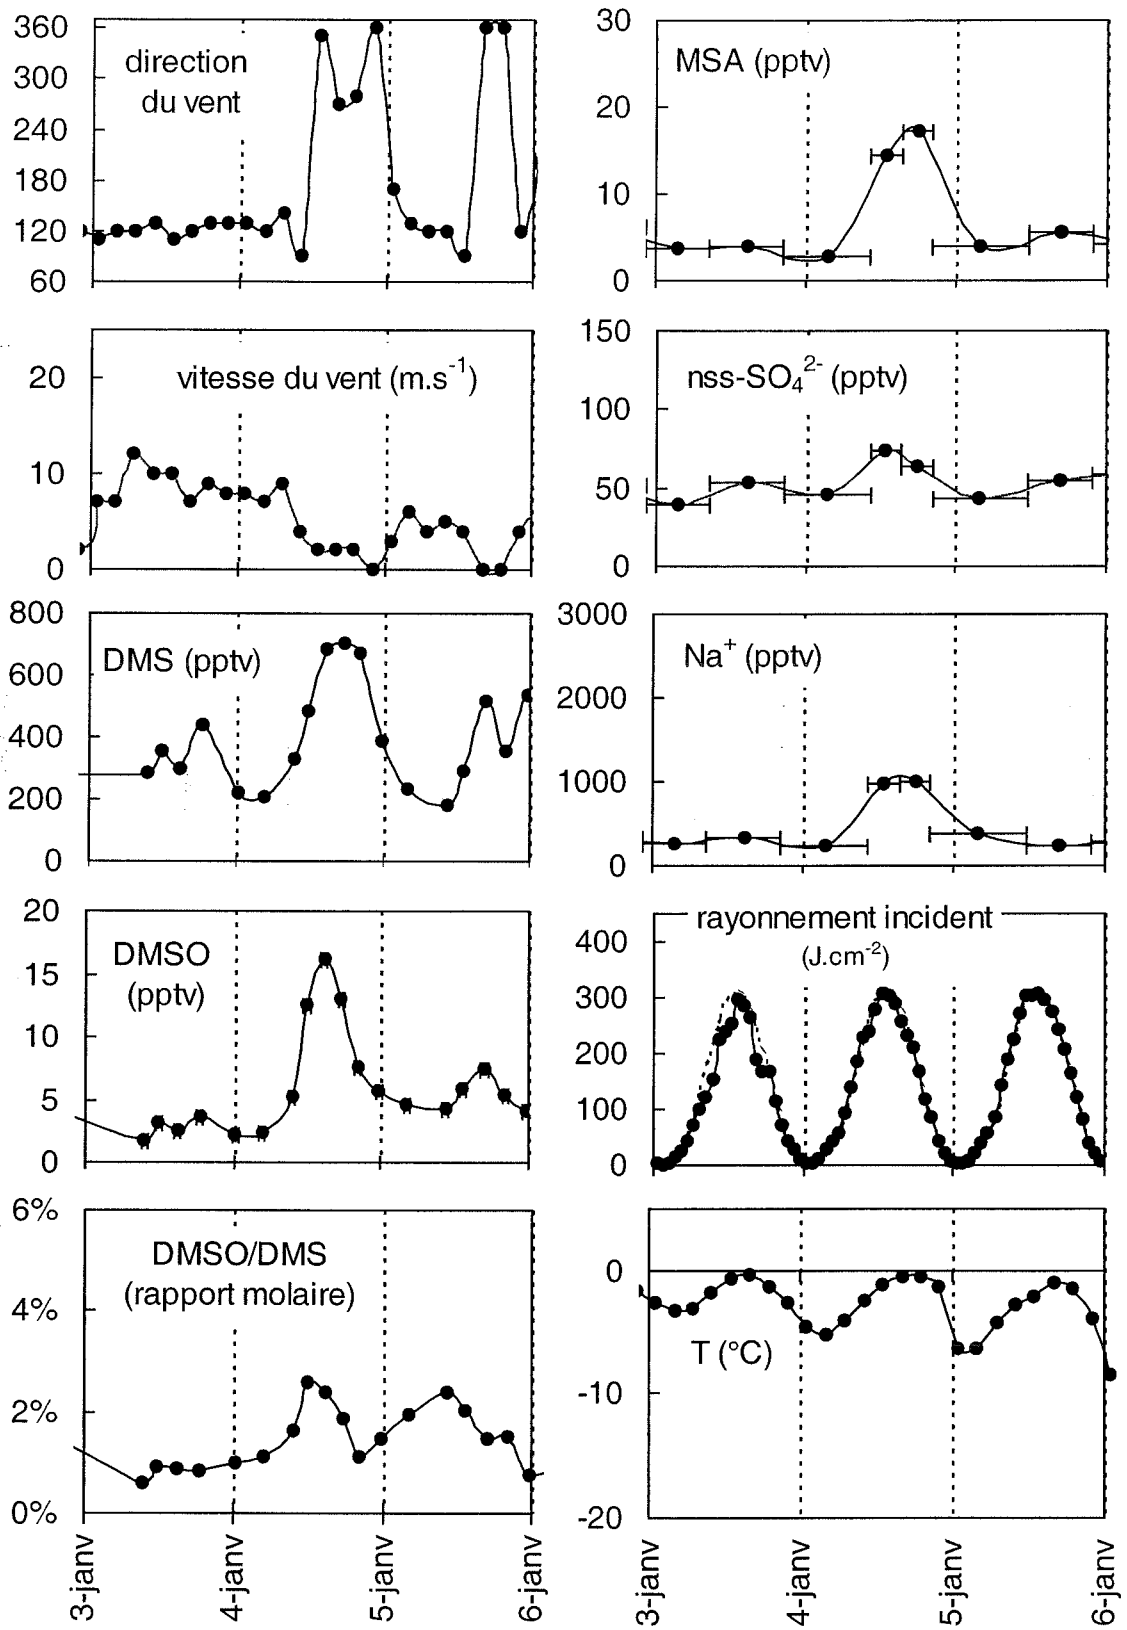 360
300
240
180
120
60
direction
du vent
20
10
0
vitesse du vent (m.s⁻¹)
800
600
400
200
0
DMS (pptv)
20
15
10
5
0
DMSO
(pptv)
6%
4%
2%
0%
DMSO/DMS
(rapport molaire)
3-janv
4-janv
5-janv
6-janv
30
20
10
0
MSA (pptv)
150
100
50
0
nss-SO₄²⁻ (pptv)
3000
2000
1000
0
Na⁺ (pptv)
400
300
200
100
0
rayonnement incident
(J.cm⁻²)
0
-10
-20
T (°C)
3-janv
4-janv
5-janv
6-janv